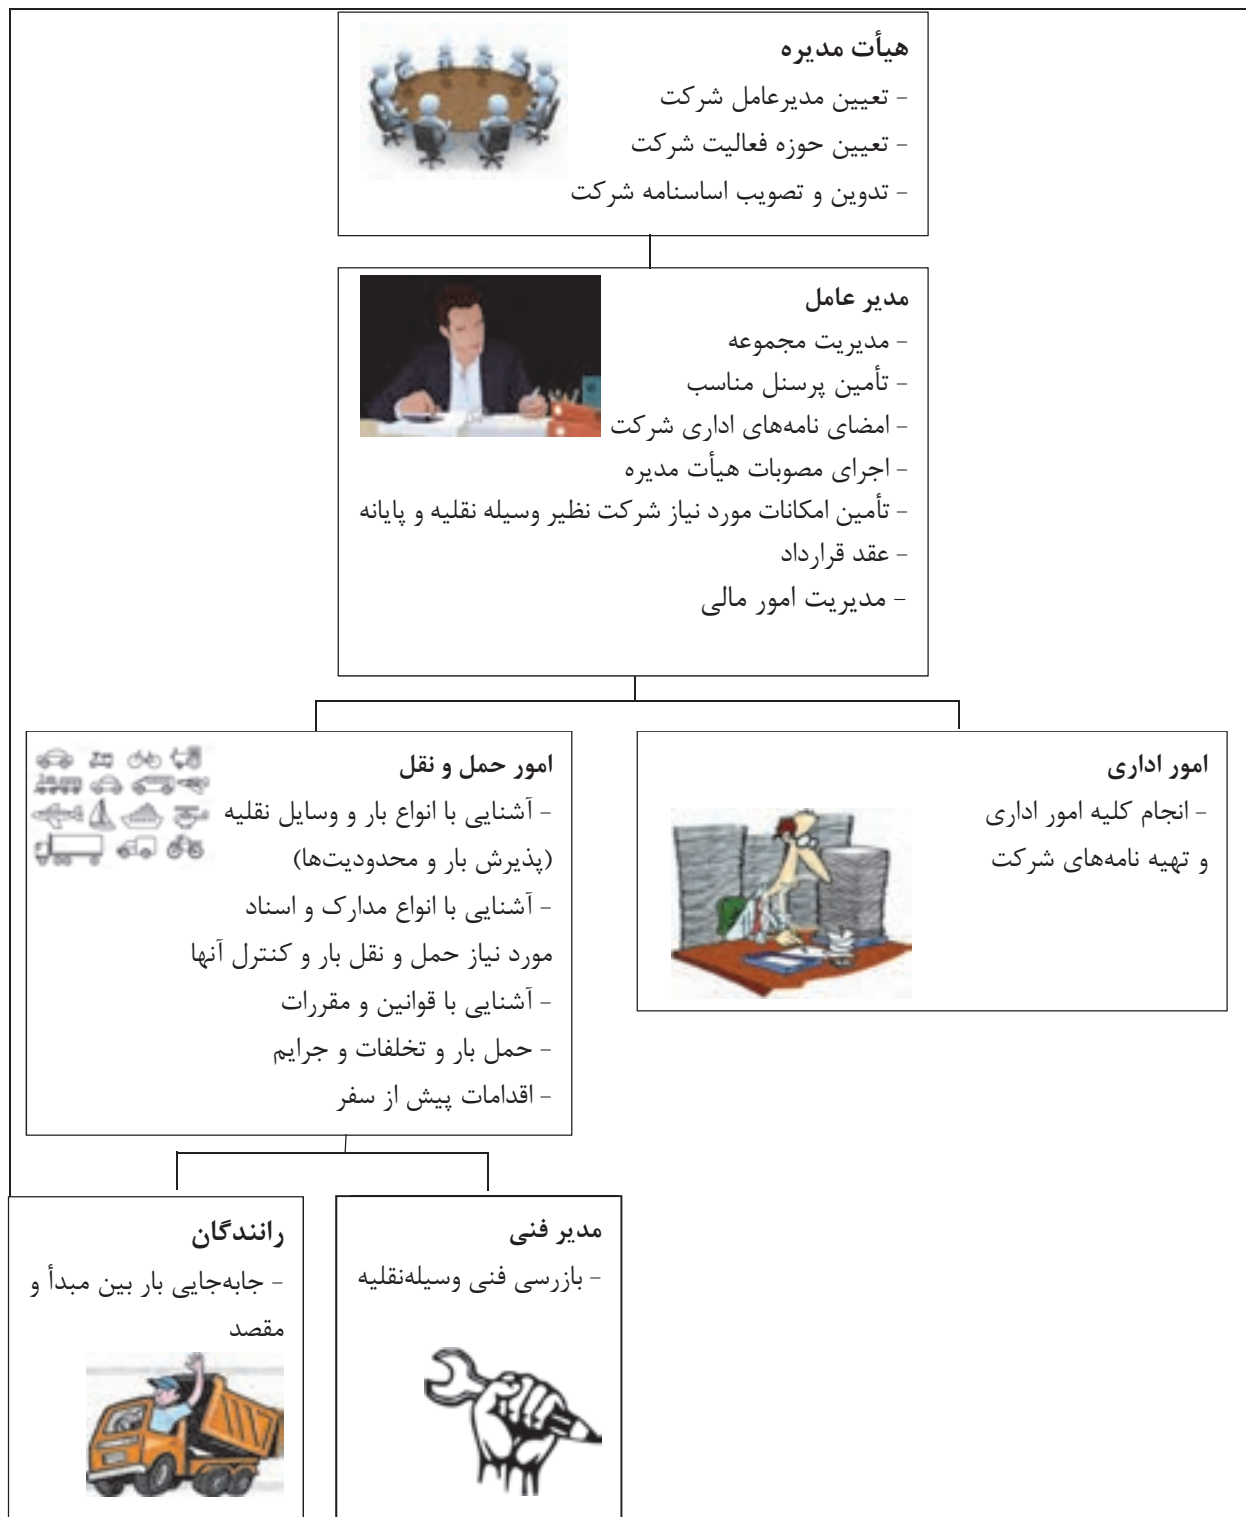 هیأت مدیره
- تعیین مدیرعامل شرکت
- تعیین حوزه فعالیت شرکت
- تدوین و تصویب اساسنامه شرکت
مدیر عامل
- مدیریت مجموعه
- تأمین پرسنل مناسب
- امضای نامه‌های اداری شرکت
- اجرای مصوبات هیأت مدیره
- تأمین امکانات مورد نیاز شرکت نظیر وسیله نقلیه و پایانه
- عقد قرارداد
- مدیریت امور مالی
امور اداری
- انجام کلیه امور اداری
و تهیه نامه‌های شرکت
امور حمل و نقل
- آشنایی با انواع بار و وسایل نقلیه
(پذیرش بار و محدودیت‌ها)
- آشنایی با انواع مدارک و اسناد
مورد نیاز حمل و نقل بار و کنترل آنها
- آشنایی با قوانین و مقررات
- حمل بار و تخلفات و جرایم
- اقدامات پیش از سفر
مدیر فنی
- بازرسی فنی وسیله‌نقلیه
رانندگان
- جابه‌جایی بار بین مبدأ و
مقصد